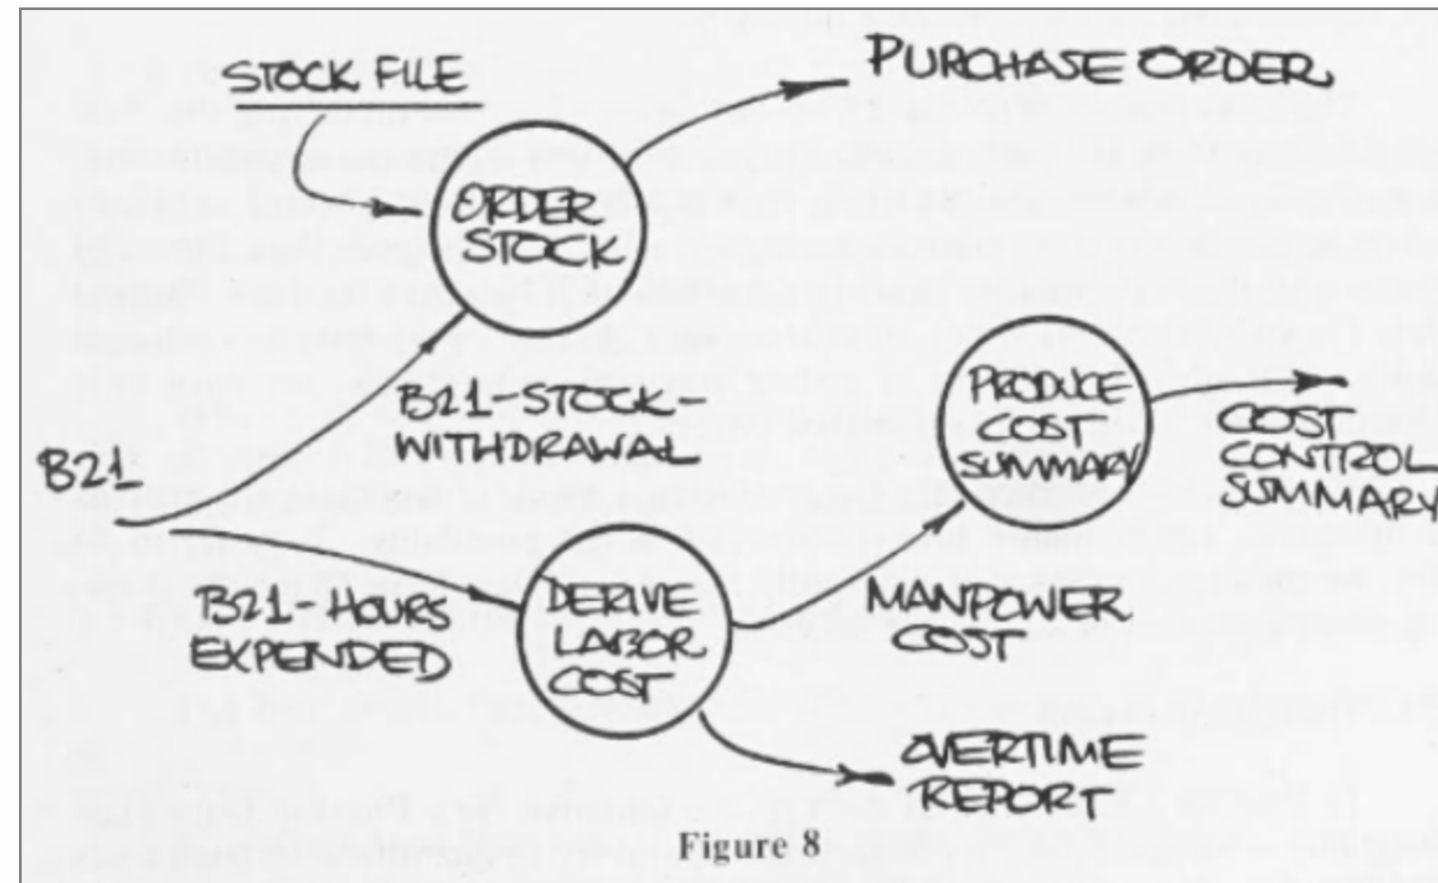 STOCK FILE
PURCHASE ORDER
ORDER
STOCK
B21-STOCK-
WITHDRAWAL
B21
PRODUCE
COST
SUMMARY
COST
CONTROL
SUMMARY
B21-HOURS
EXPENDED
DERIVE
LABOR
COST
MANPOWER
COST
OVERTIME
REPORT
Figure 8